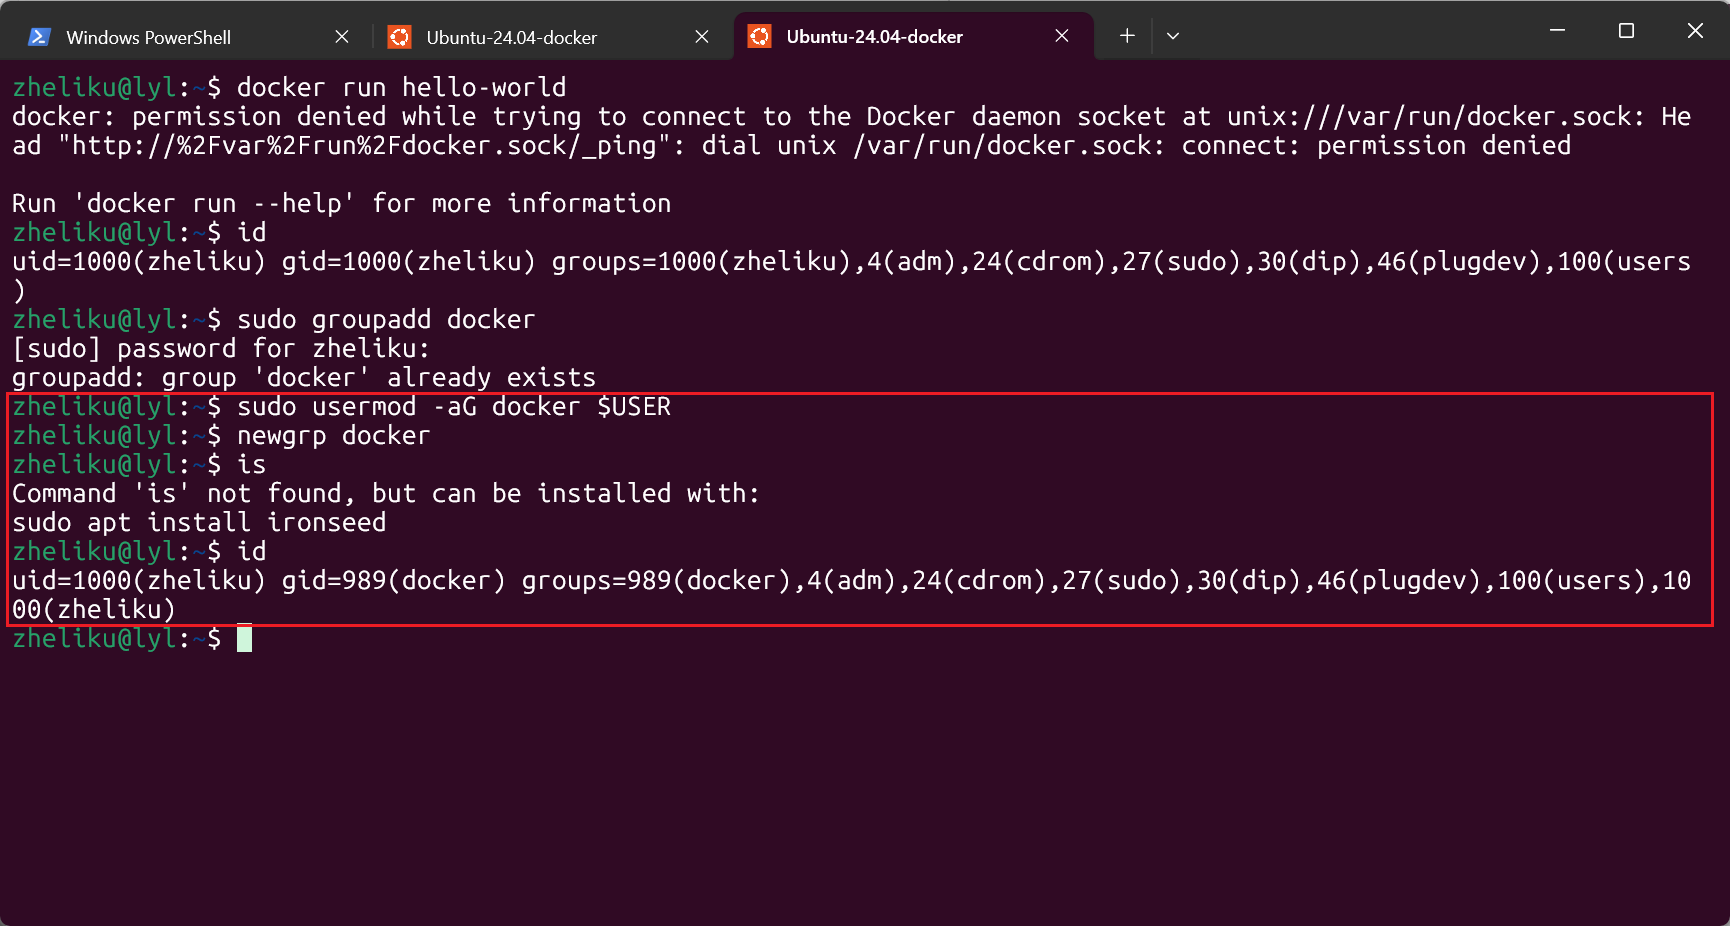 Windows PowerShell
Ubuntu-24.04-docker
Ubuntu-24.04-docker
zheliku@lyl:~$ docker run hello-world
docker: permission denied while trying to connect to the Docker daemon socket at unix:///var/run/docker.sock: He
ad "http://%2Fvar%2Frun%2Fdocker.sock/_ping": dial unix /var/run/docker.sock: connect: permission denied
Run 'docker run --help' for more information
zheliku@lyl:~$ id
uid=1000(zheliku) gid=1000(zheliku) groups=1000(zheliku),4(adm),24(cdrom),27(sudo),30(dip),46(plugdev),100(users
)
zheliku@lyl:~$ sudo groupadd docker
[sudo] password for zheliku:
groupadd: group 'docker' already exists
zheliku@lyl:~$ sudo usermod -aG docker $USER
zheliku@lyl:~$ newgrp docker
zheliku@lyl:~$ is
Command 'is' not found, but can be installed with:
sudo apt install ironseed
zheliku@lyl:~$ id
uid=1000(zheliku) gid=989(docker) groups=989(docker),4(adm),24(cdrom),27(sudo),30(dip),46(plugdev),100(users),10
00(zheliku)
zheliku@lyl:~$